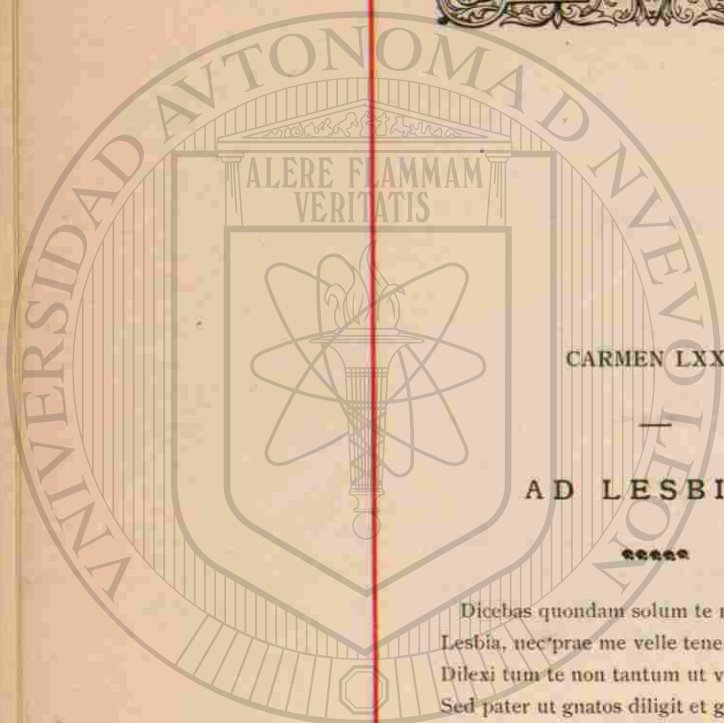 UNIVERSIDAD AVTONOMA D NVEVO LEON
ALERE FLAMMAM
VERITATIS
CARMEN LXX
AD LESBI
Dicebas quondam solum te
Lesbia, nec prae me velle tene
Dilexi tum te non tantum ut v
Sed pater ut gnatos diligit et g